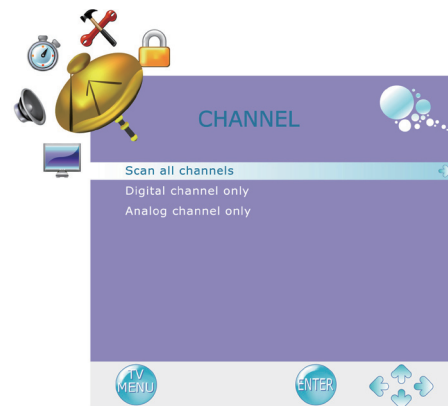 CHANNEL
Scan all channels
Digital channel only
Analog channel only
TV
MENU
ENTER